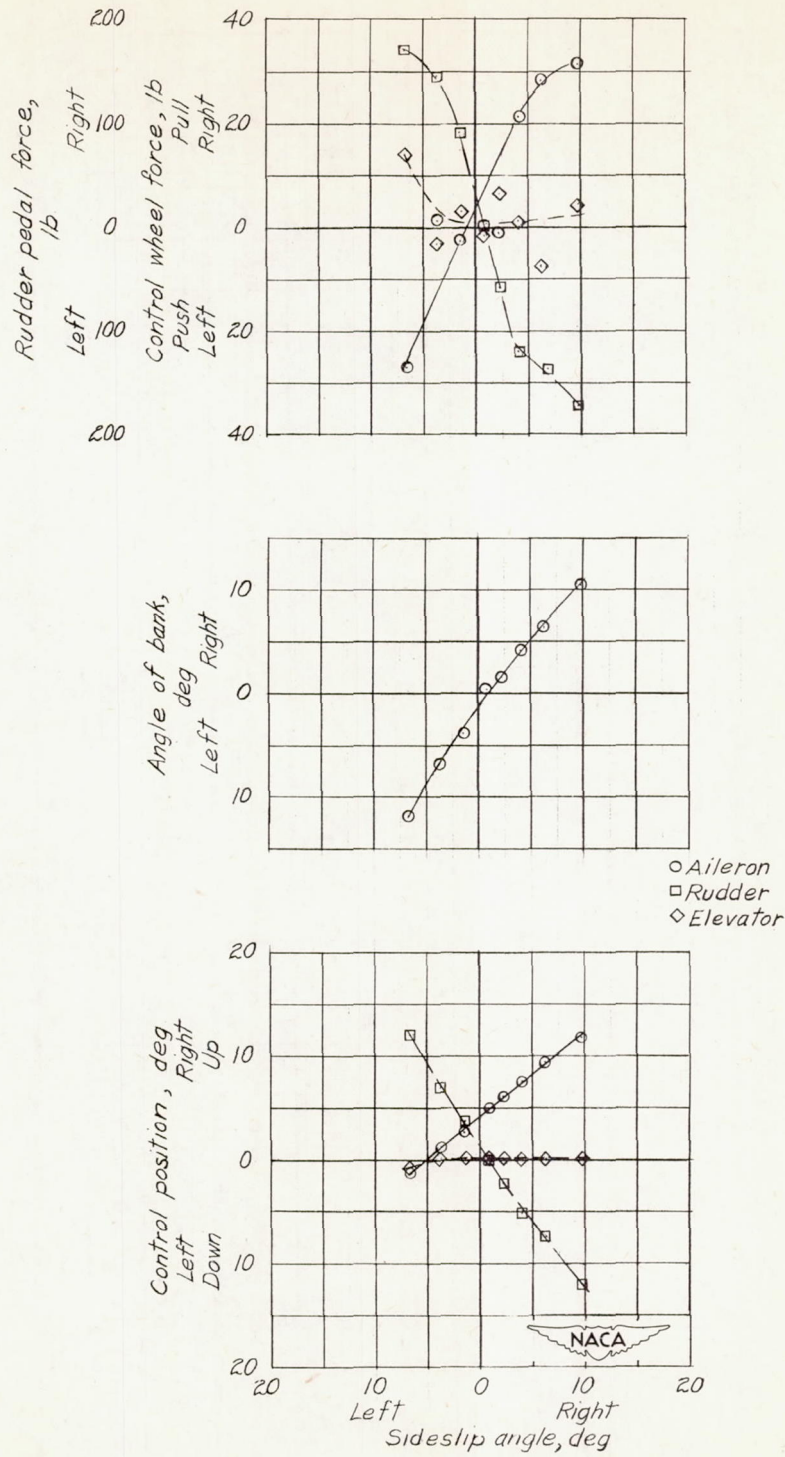 Rudder pedal force,
lb
Left Right
200
100
0
100
200
Control wheel force, lb
Push Pull
Left Right
40
20
0
20
40
Angle of bank,
deg
Left Right
10
0
10
Aileron
Rudder
Elevator
Control position, deg
Left Right
Down Up
20
10
0
10
20
NACA
20 10 0 10 20
Left Right
Sideslip angle, deg